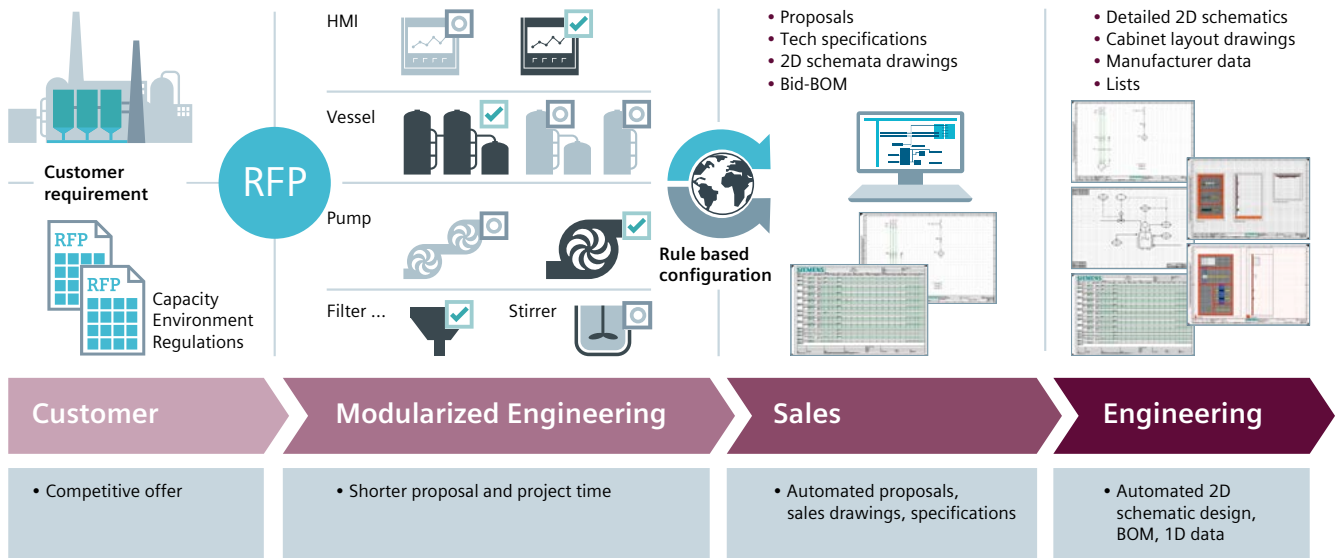 Customer
requirement
RFP
RFP
Capacity
Environment
Regulations
RFP
HMI
Vessel
Pump
Filter ...
Stirrer
Rule based
configuration
• Proposals
• Tech specifications
• 2D schemata drawings
• Bid-BOM
SIEMENS
• Detailed 2D schematics
• Cabinet layout drawings
• Manufacturer data
• Lists
SIEMENS
Customer
Modularized Engineering
Sales
Engineering
• Competitive offer
• Shorter proposal and project time
• Automated proposals,
sales drawings, specifications
• Automated 2D
schematic design,
BOM, 1D data